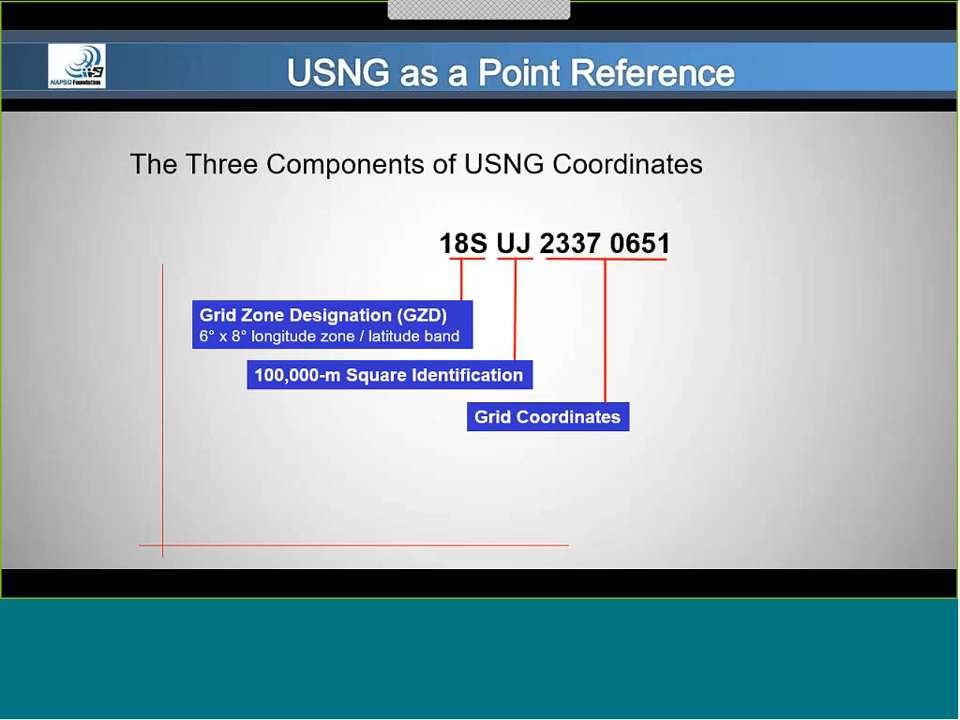 USNG as a Point Reference
NAPSG Foundation
The Three Components of USNG Coordinates
18S UJ 2337 0651
Grid Zone Designation (GZD)
6° x 8° longitude zone / latitude band
100,000-m Square Identification
Grid Coordinates